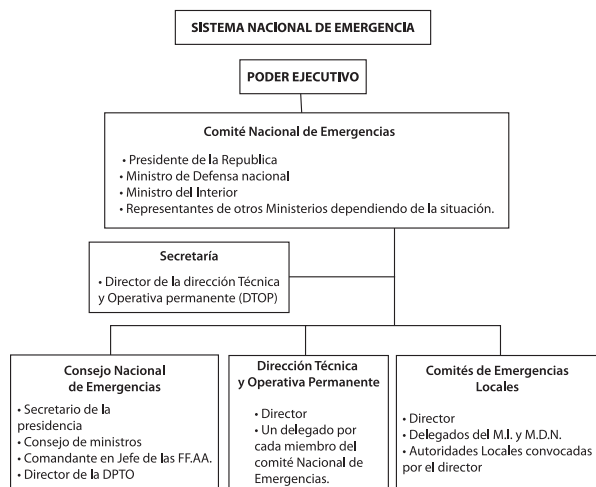 SISTEMA NACIONAL DE EMERGENCIA
PODER EJECUTIVO
Comité Nacional de Emergencias
• Presidente de la Republica
• Ministro de Defensa nacional
• Ministro del Interior
• Representantes de otros Ministerios dependiendo de la situación.
Secretaría
• Director de la dirección Técnica
y Operativa permanente (DTOP)
Consejo Nacional
de Emergencias
• Secretario de la
presidencia
• Consejo de ministros
• Comandante en Jefe de las FF.AA.
• Director de la DPTO
Dirección Técnica
y Operativa Permanente
• Director
• Un delegado por
cada miembro del
comité Nacional de
Emergencias.
Comités de Emergencias
Locales
• Director
• Delegados del M.I. y M.D.N.
• Autoridades Locales convocadas
por el director